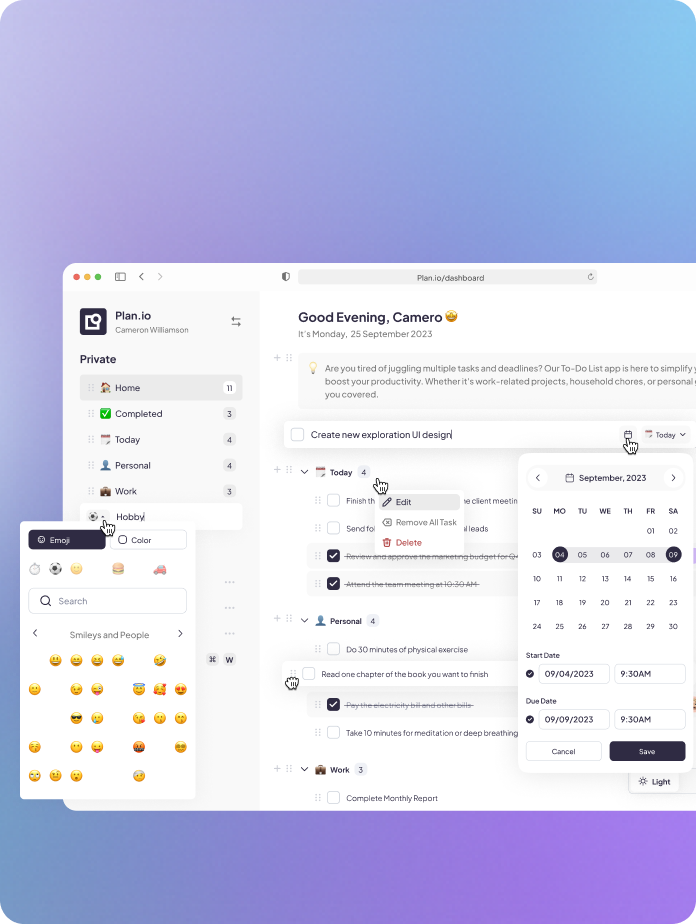 Plan.io/dashboard
Plan.io
Cameron Williamson
Private
Home 11
Completed 3
Today 4
Personal 4
Work 3
Hobby
Emoji
Color
Search
Smileys and People
⌘ W
Good Evening, Camero
It's Monday, 25 September 2023
Are you tired of juggling multiple tasks and deadlines? Our To-Do List app is here to simplify
boost your productivity. Whether it's work-related projects, household chores, or personal
you covered.
Create new exploration UI design
Today
Today 4
Finish th
e client meetin
Send fo
leads
Review and approve the marketing budget for Q
Attend the team meeting at 10:30 AM
Edit
Remove All Task
Delete
Personal 4
Do 30 minutes of physical exercise
Read one chapter of the book you want to finish
Pay the electricity bill and other bills.
Take 10 minutes for meditation or deep breathing
Work 3
Complete Monthly Report
September, 2023
SU MO TU WE TH FR SA
01 02
03 04 05 06 07 08 09
10 11 12 13 14 15 16
17 18 19 20 21 22 23
24 25 26 27 28 29 30
Start Date
09/04/2023 9:30AM
Due Date
09/09/2023 9:30AM
Cancel
Save
Light